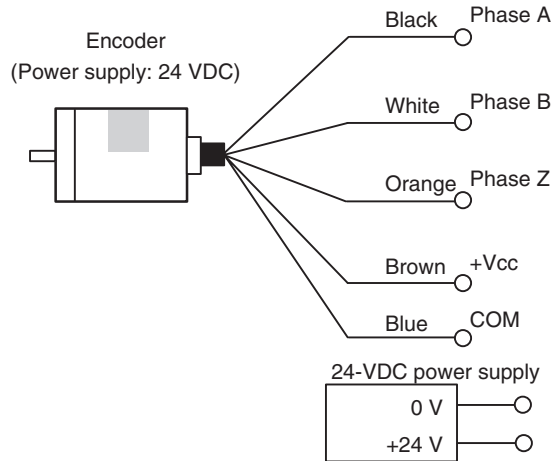 Encoder
(Power supply: 24 VDC)
Black Phase A
White Phase B
Orange Phase Z
Brown +Vcc
Blue COM
24-VDC power supply
0 V
+24 V